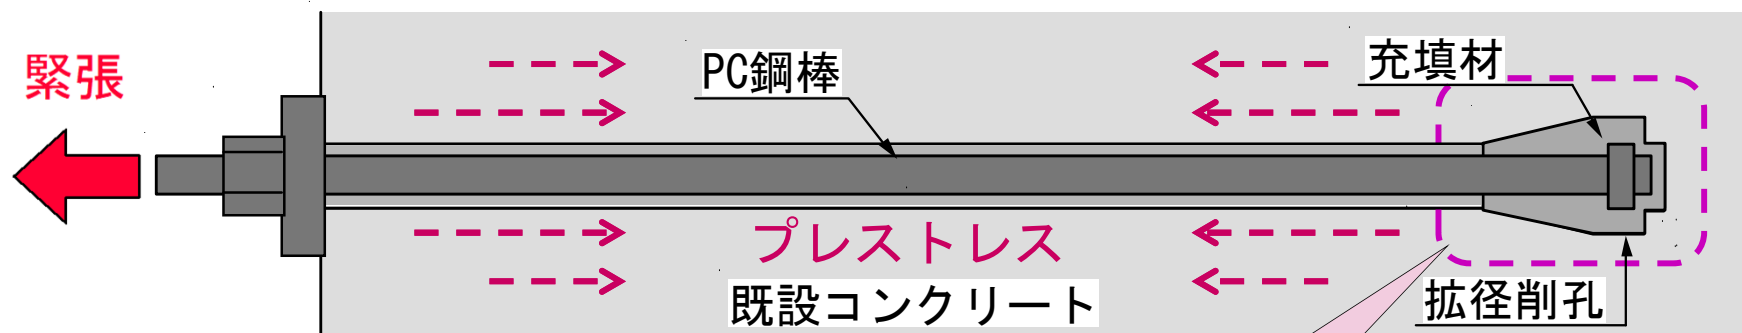 緊張
PC鋼棒
充填材
プレストレス
既設コンクリート
拡径削孔